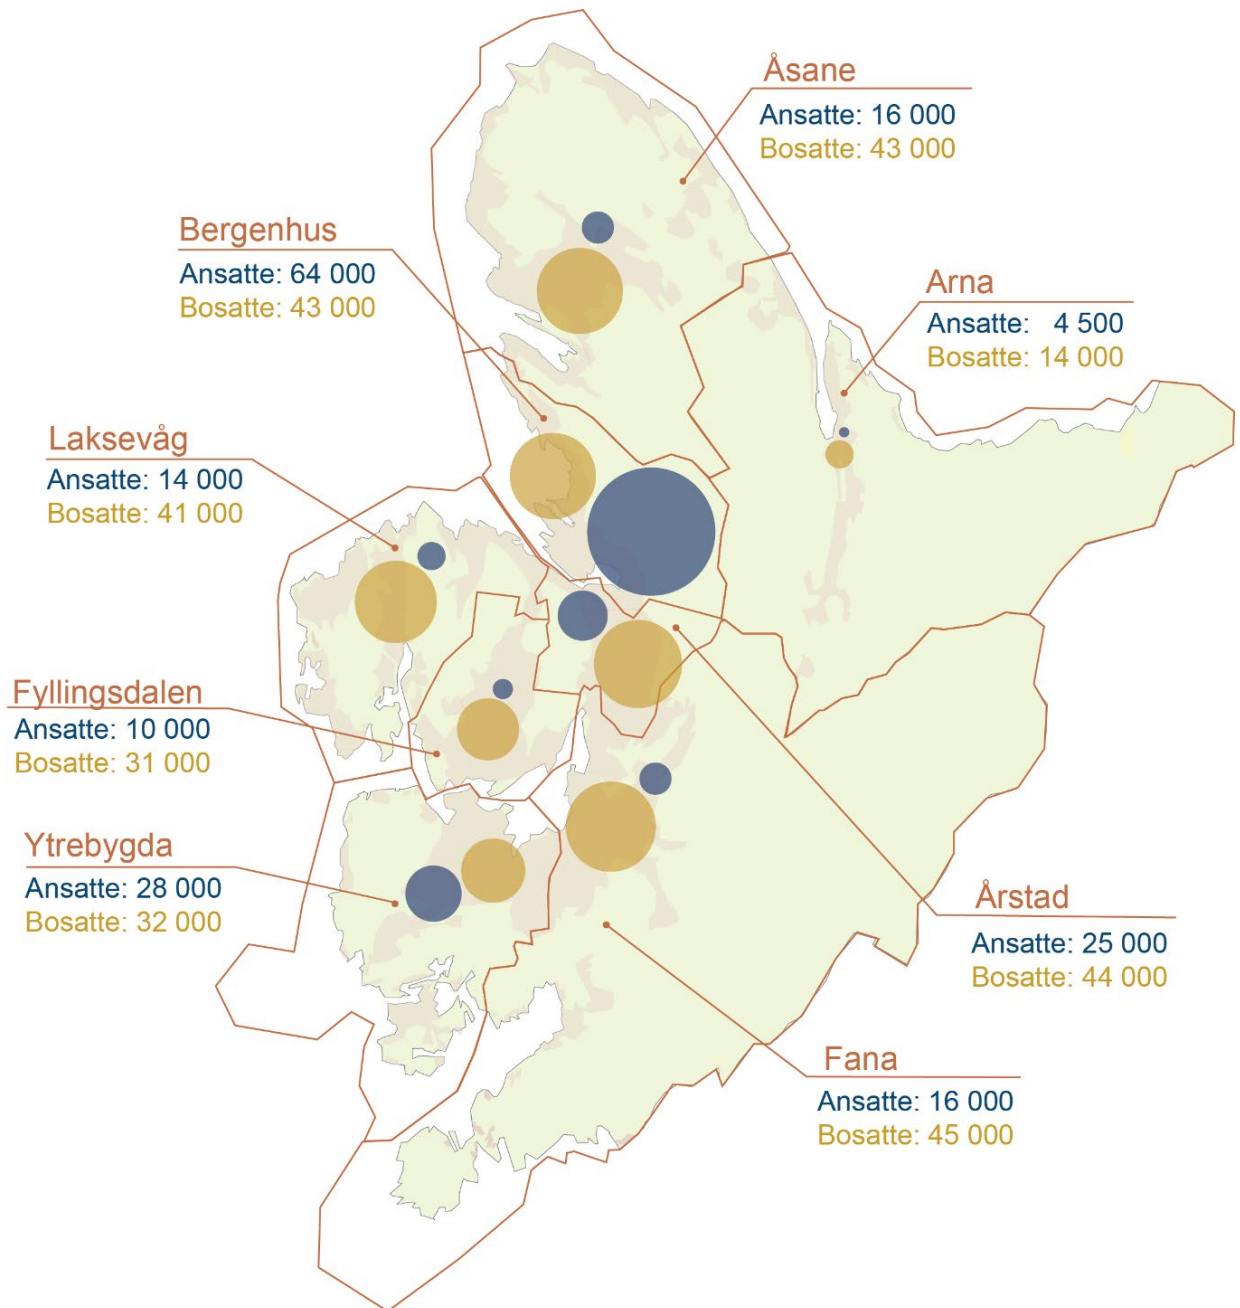 Åsane
Ansatte: 16 000
Bosatte: 43 000
Bergenhus
Ansatte: 64 000
Bosatte: 43 000
Arna
Ansatte: 4 500
Bosatte: 14 000
Laksevåg
Ansatte: 14 000
Bosatte: 41 000
Fyllingsdalen
Ansatte: 10 000
Bosatte: 31 000
Ytrebygda
Ansatte: 28 000
Bosatte: 32 000
Årstad
Ansatte: 25 000
Bosatte: 44 000
Fana
Ansatte: 16 000
Bosatte: 45 000